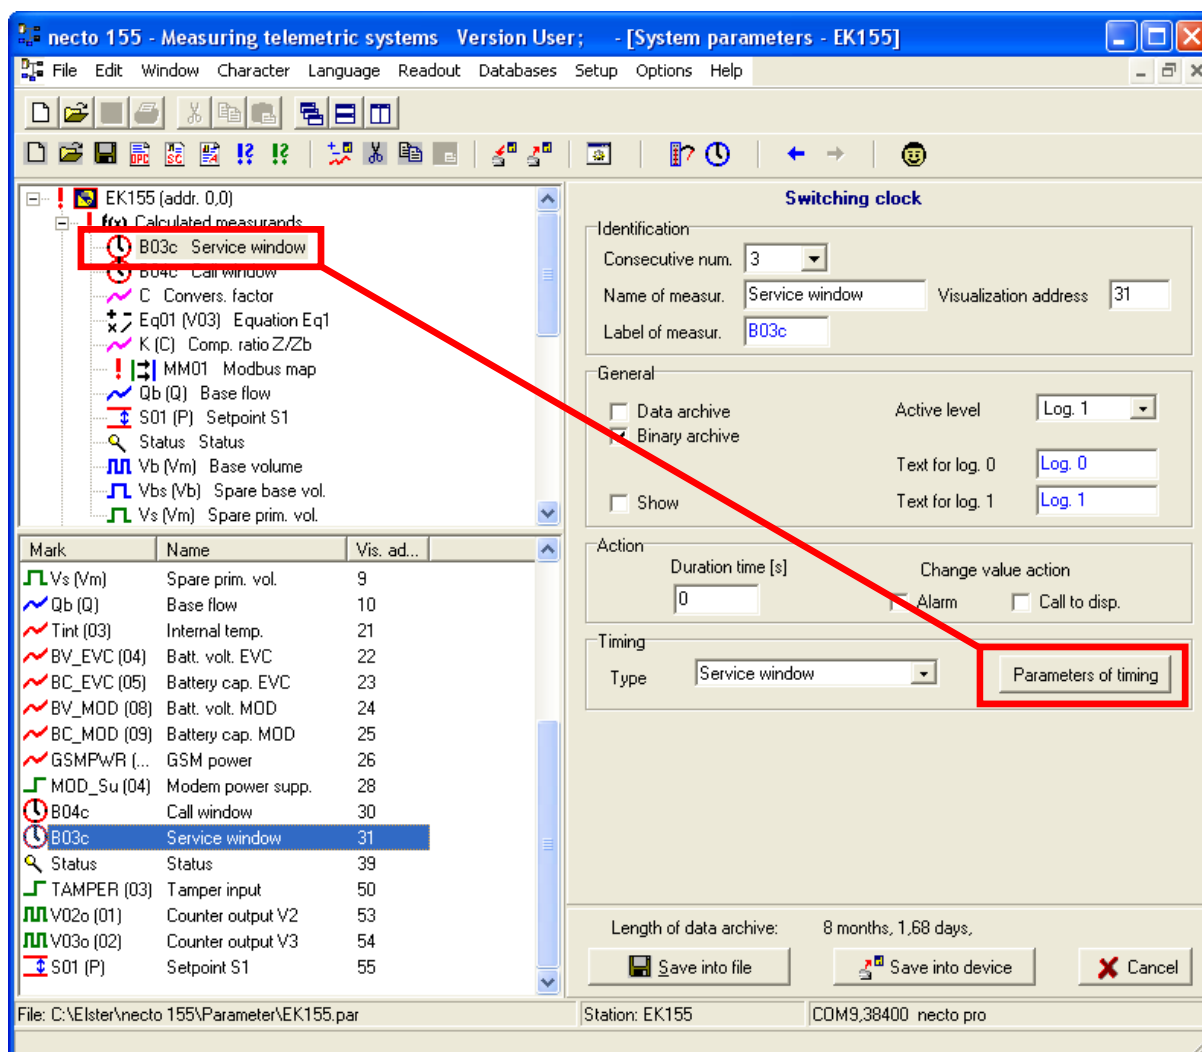 necto 155 - Measuring telemetric systems   Version User;     - [System parameters - EK155]
File Edit Window Character Language Readout Databases Setup Options Help
EK155 (addr. 0,0)
f(x) Calculated measurands
B03c Service window
B04c Call window
C Convers. factor
Eq01 (V03) Equation Eq1
K (C) Comp. ratio Z/Zb
MM01 Modbus map
Qb (Q) Base flow
S01 (P) Setpoint S1
Status Status
Vb (Vm) Base volume
Vbs (Vb) Spare base vol.
Vs (Vm) Spare prim. vol.
Mark Name Vis. ad...
Vs (Vm) Spare prim. vol. 9
Qb (Q) Base flow 10
Tint (03) Internal temp. 21
BV_EVC (04) Batt. volt. EVC 22
BC_EVC (05) Battery cap. EVC 23
BV_MOD (08) Batt. volt. MOD 24
BC_MOD (09) Battery cap. MOD 25
GSMPWR (... GSM power 26
MOD_Su (04) Modem power supp. 28
B04c Call window 30
B03c Service window 31
Status Status 39
TAMPER (03) Tamper input 50
V02o (01) Counter output V2 53
V03o (02) Counter output V3 54
S01 (P) Setpoint S1 55
Switching clock
Identification
Consecutive num. 3
Name of measur. Service window Visualization address 31
Label of measur. B03c
General
Data archive Active level Log. 1
Binary archive
Text for log. 0 Log. 0
Show Text for log. 1 Log. 1
Action
Duration time [s] Change value action
0 Alarm Call to disp.
Timing
Type Service window Parameters of timing
Length of data archive: 8 months, 1,68 days,
Save into file Save into device Cancel
File: C:\Elster\necto 155\Parameter\EK155.par Station: EK155 COM9,38400 necto pro